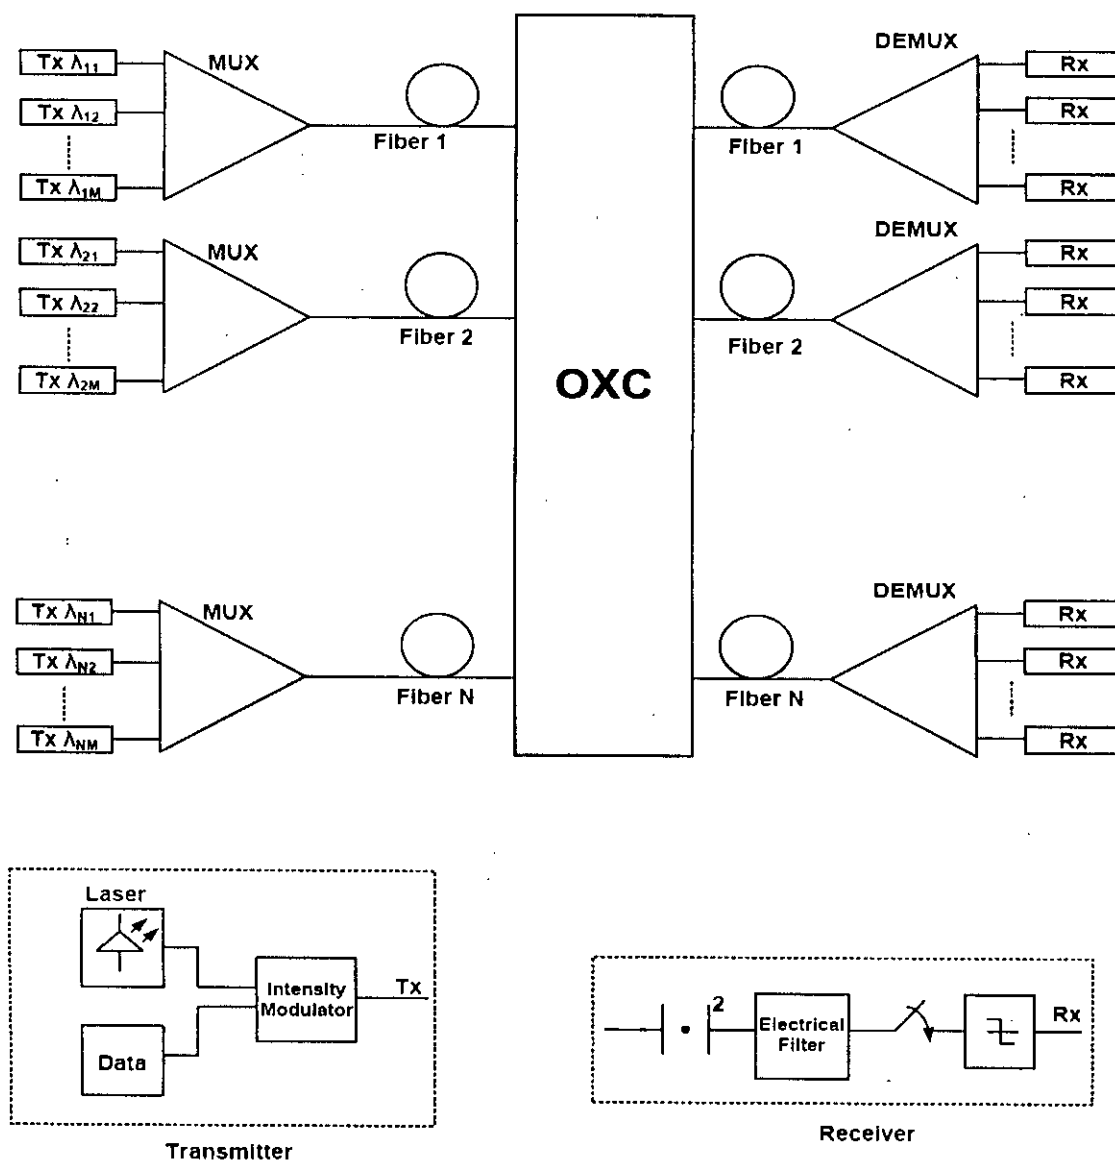 MUX
DEMUX
Tx λ11
Rx
Tx λ12
Rx
Fiber 1
Fiber 1
Tx λ1M
Rx
MUX
DEMUX
Tx λ21
Rx
Tx λ22
Rx
Fiber 2
Fiber 2
Tx λ2M
Rx
OXC
MUX
DEMUX
Tx λN1
Rx
Tx λN2
Rx
Fiber N
Fiber N
Tx λNM
Rx
Laser
Intensity
Modulator
Tx
Data
Transmitter
2
Electrical
Filter
Rx
Receiver